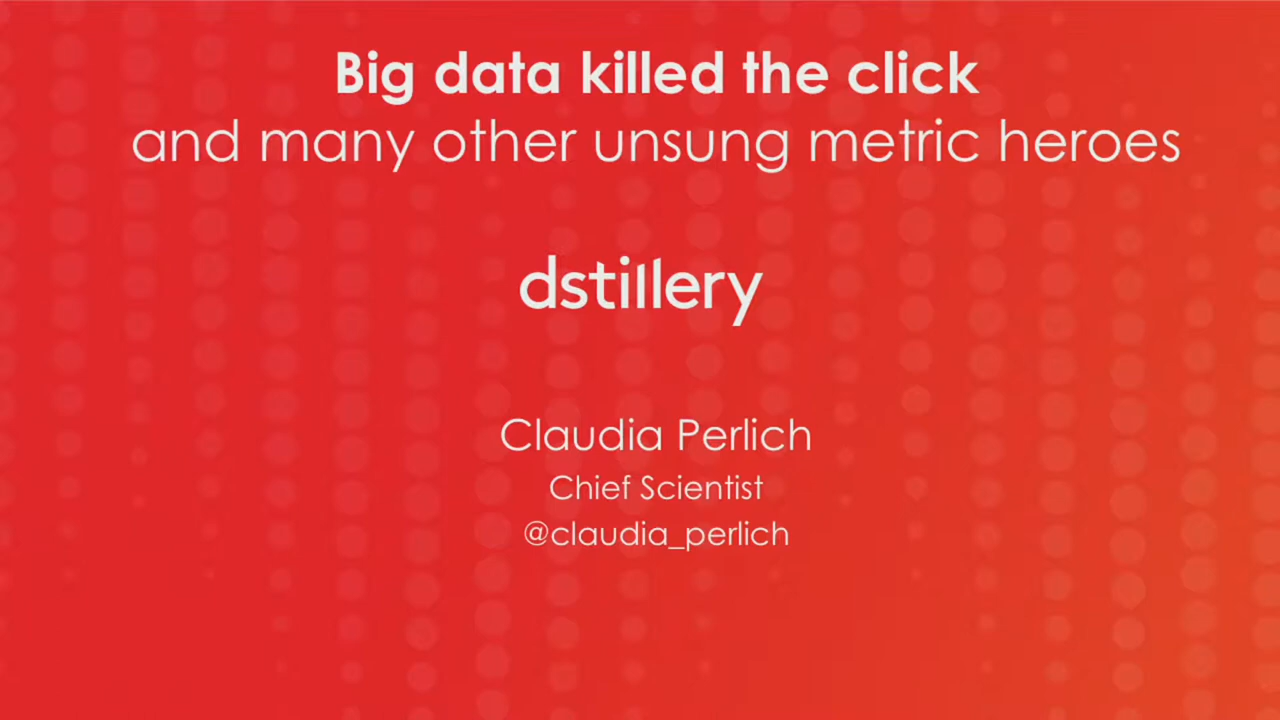 Big data killed the click
and many other unsung metric heroes
dstillery
Claudia Perlich
Chief Scientist
@claudia_perlich